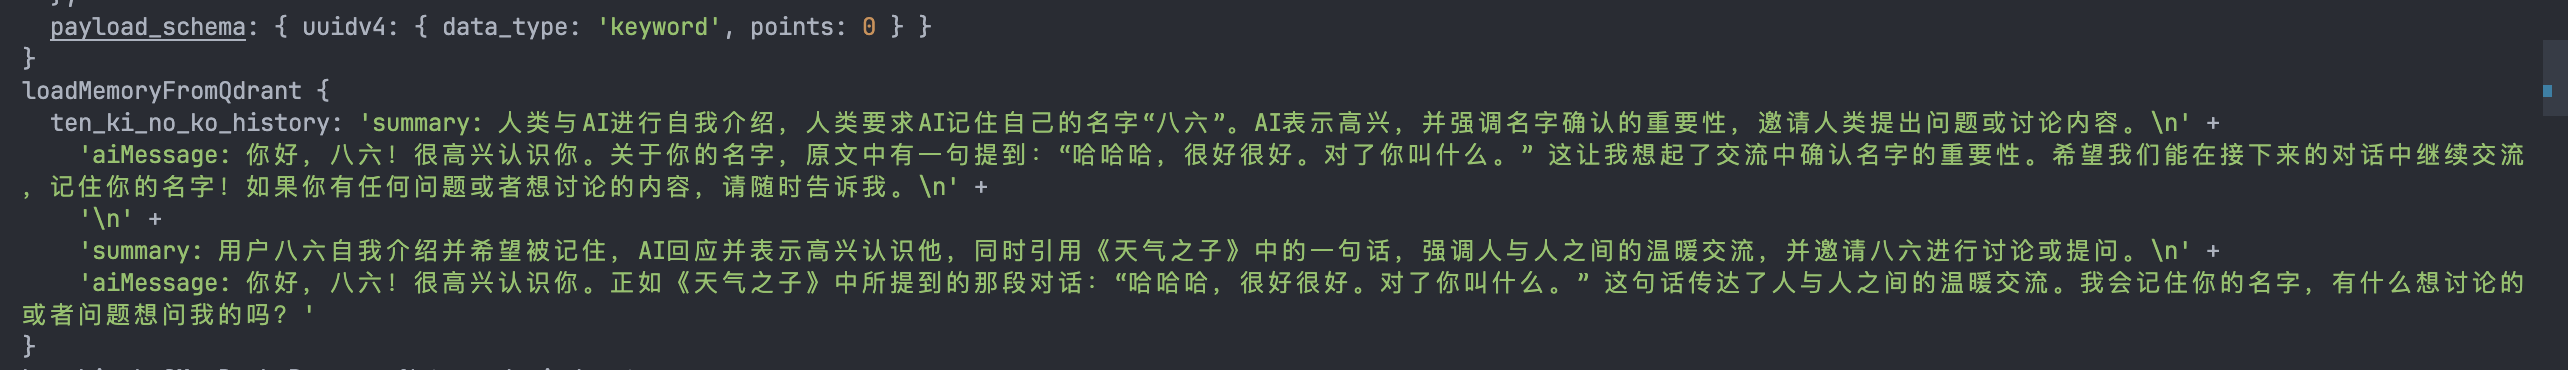 payload_schema: { uuidv4: { data_type: 'keyword', points: 0 } }
}
loadMemoryFromQdrant {
ten_ki_no_ko_history: 'summary: 人类与AI进行自我介绍，人类要求AI记住自己的名字“八六”。AI表示高兴，并强调名字确认的重要性，邀请人类提出问题或讨论内容。\n' +
'aiMessage: 你好，八六！很高兴认识你。关于你的名字，原文中有一句提到：“哈哈哈，很好很好。对了你叫什么。” 这让我想起了交流中确认名字的重要性。希望我们能在接下来的对话中继续交流
，记住你的名字！如果你有任何问题或者想讨论的内容，请随时告诉我。\n' +
'\n' +
'summary: 用户八六自我介绍并希望被记住，AI回应并表示高兴认识他，同时引用《天气之子》中的一句话，强调人与人之间的温暖交流，并邀请八六进行讨论或提问。\n' +
'aiMessage: 你好，八六！很高兴认识你。正如《天气之子》中所提到的那段对话：“哈哈哈，很好很好。对了你叫什么。” 这句话传达了人与人之间的温暖交流。我会记住你的名字，有什么想讨论的
或者问题想问我的吗？'
}